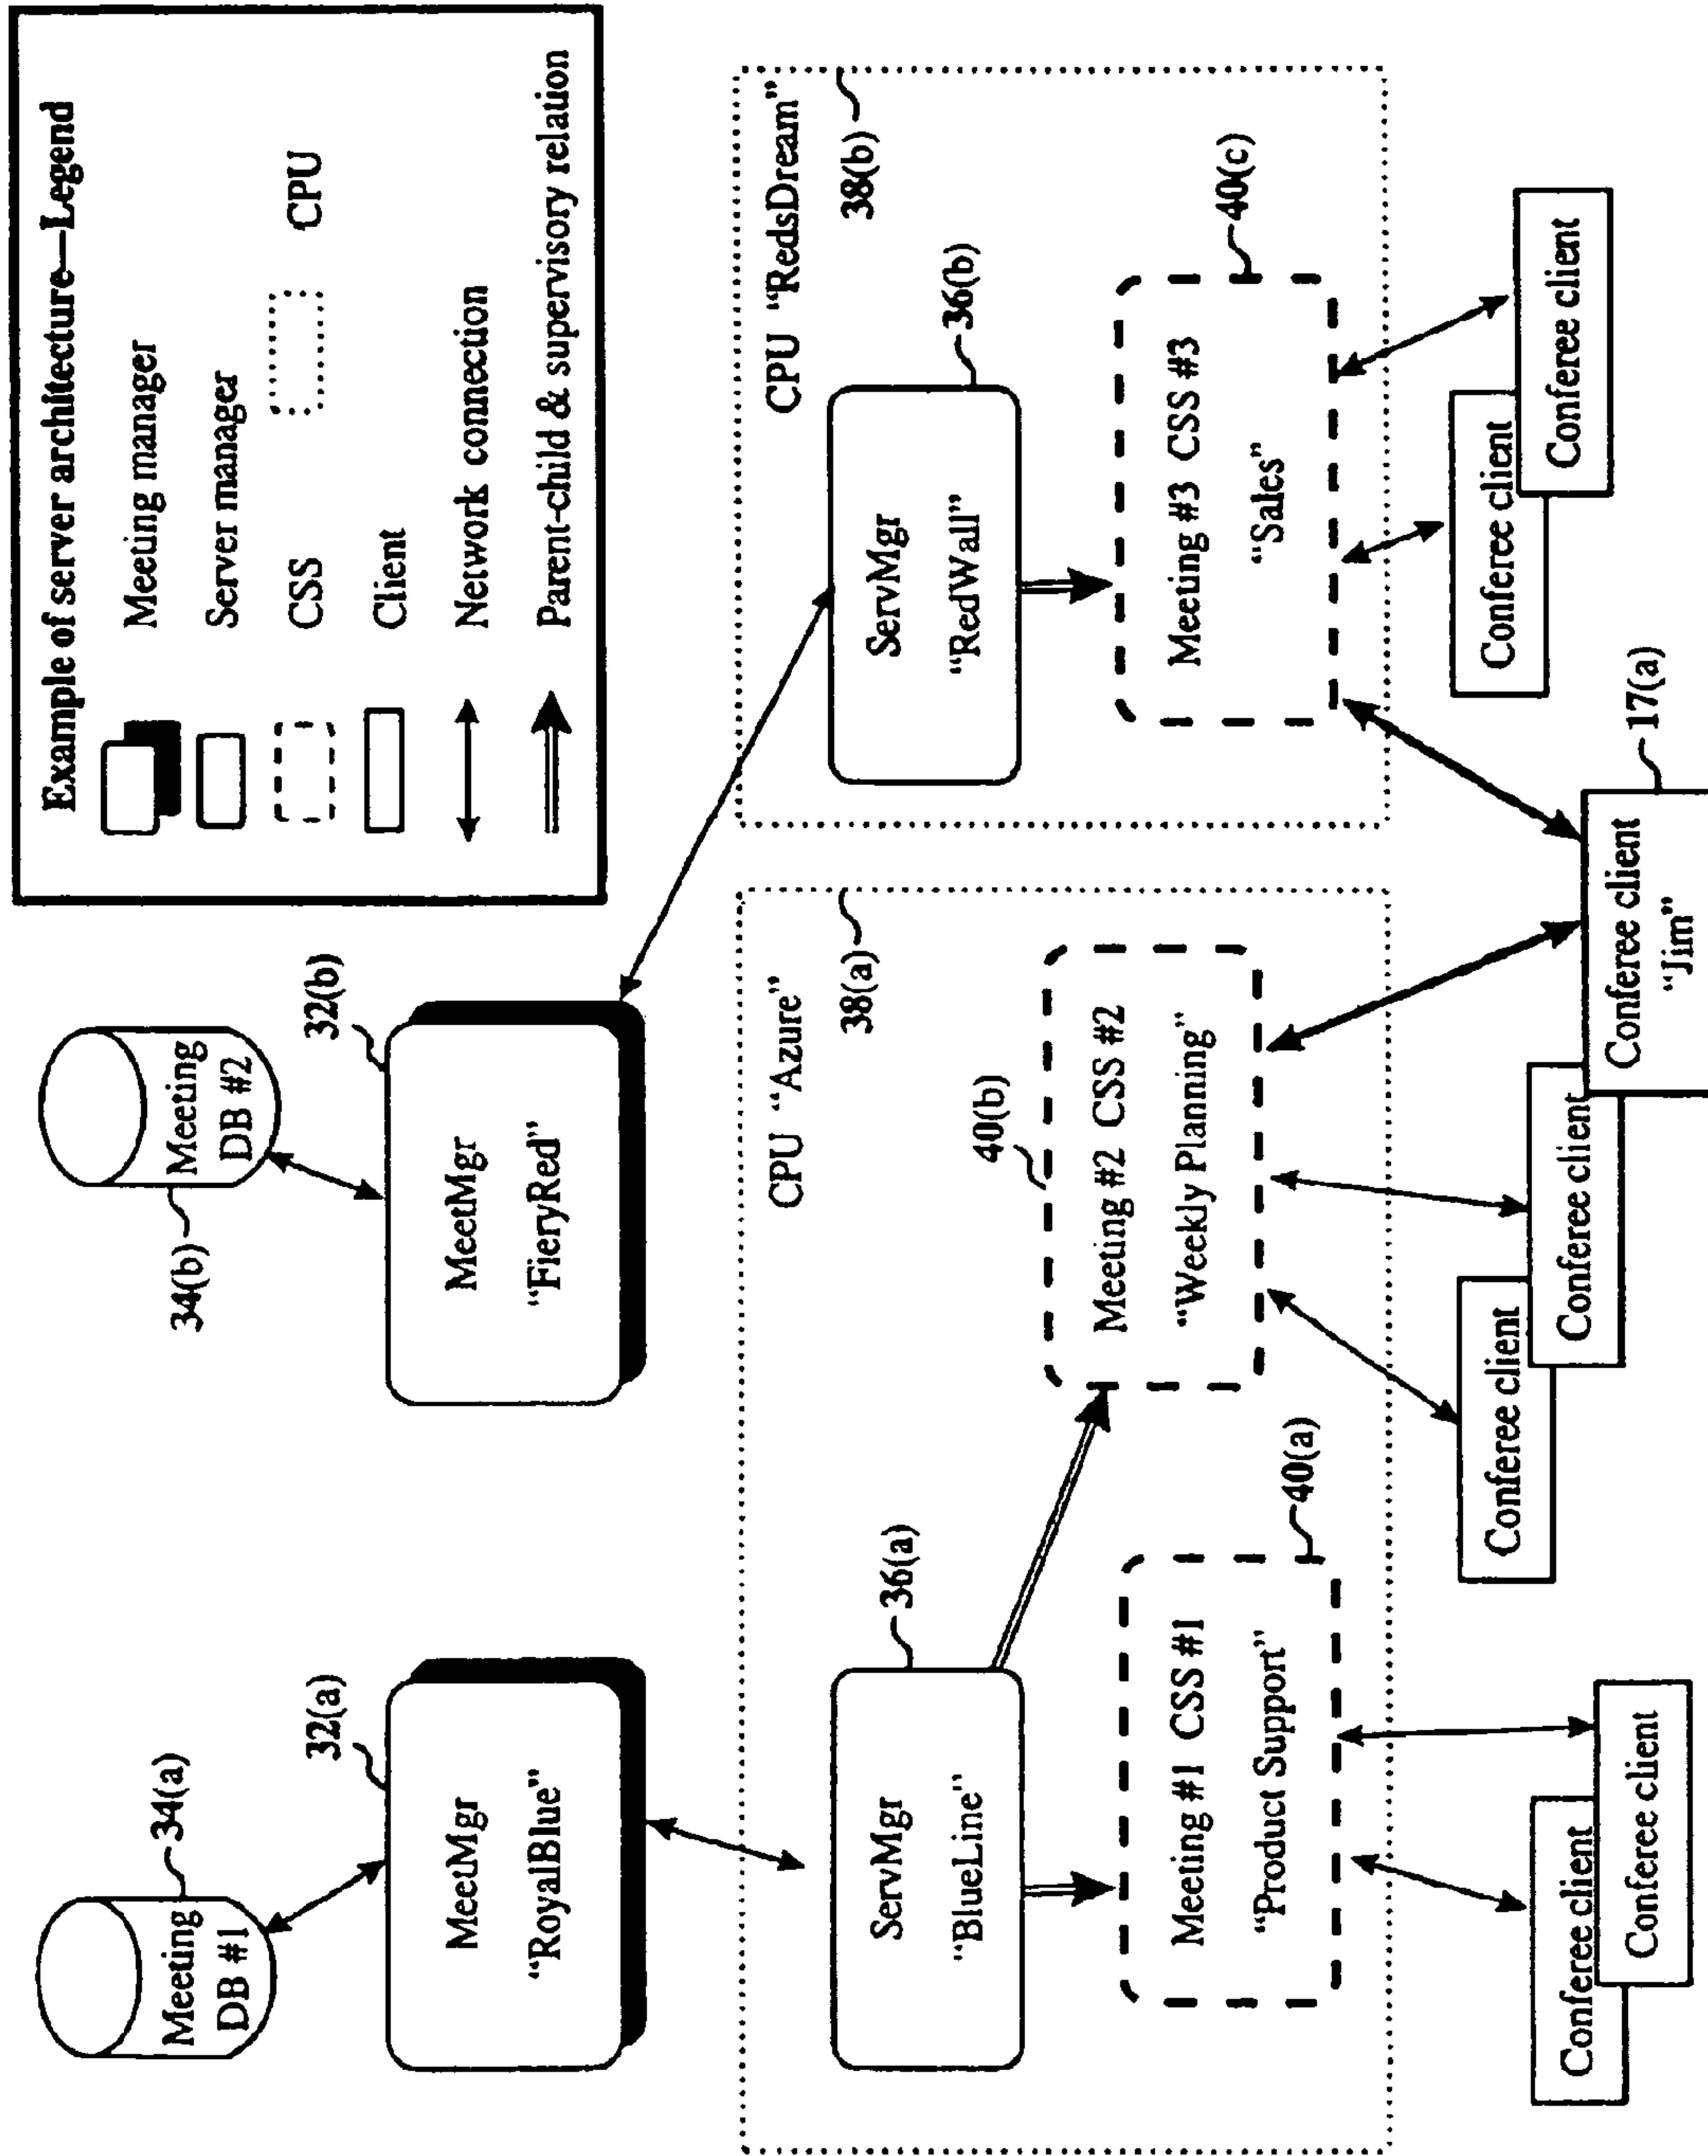 Example of server architecture—Legend
Meeting manager
Server manager
CSS
CPU
Client
Network connection
Parent-child & supervisory relation
34(a)
Meeting
DB #1
32(a)
MeetMgr
“RoyalBlue”
34(b)
Meeting
DB #2
32(b)
MeetMgr
“FieryRed”
CPU “Azure”
38(a)
ServMgr
“BlueLine”
36(a)
Meeting #1 CSS #1
“Product Support”
40(a)
40(b)
Meeting #2 CSS #2
“Weekly Planning”
CPU “RedsDream”
38(b)
ServMgr
“RedWall”
36(b)
Meeting #3 CSS #3
“Sales”
40(c)
Conferee client
Conferee client
Conferee client
Conferee client
Conferee client
“Jim”
17(a)
Conferee client
Conferee client